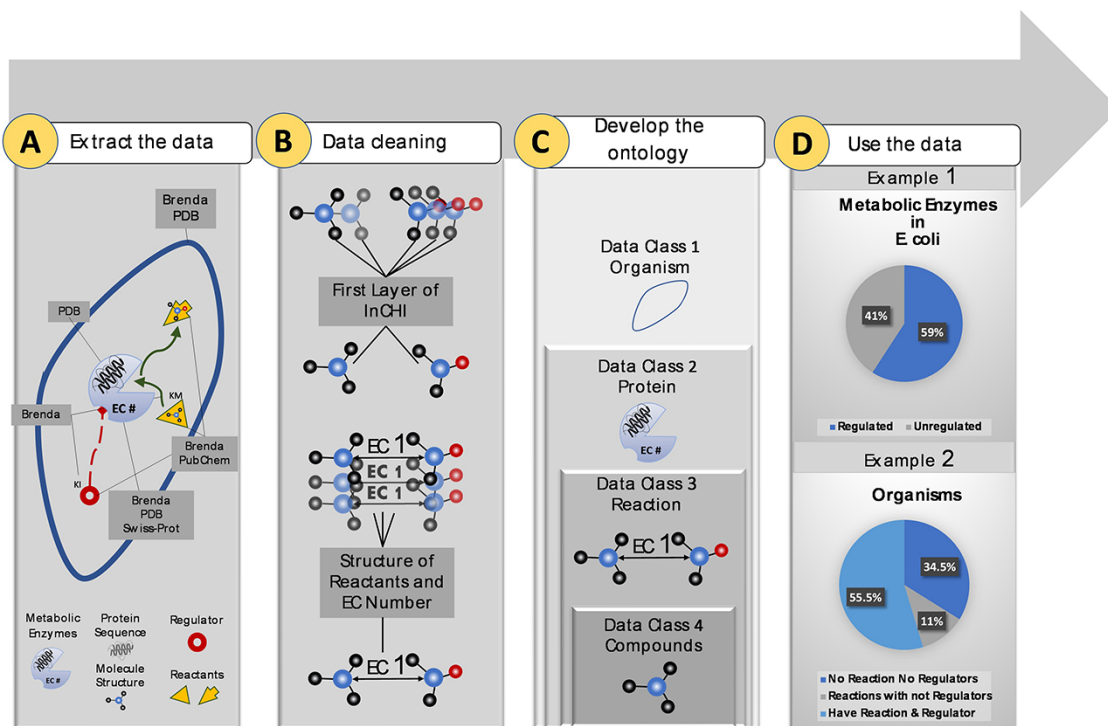 A
Extract the data
Brenda
PDB
PDB
EC #
KM
Brenda
Brenda
PubChem
KI
Brenda
PDB
Swiss-Prot
Metabolic
Enzymes
EC #
Protein
Sequence
Molecule
Structure
Regulator
Reactants
B
Data cleaning
First Layer of
InCHI
EC 1
EC 1
EC 1
Structure of
Reactants and
EC Number
EC 1
C
Develop the
ontology
Data Class 1
Organism
Data Class 2
Protein
EC #
Data Class 3
Reaction
EC 1
Data Class 4
Compounds
D
Use the data
Example 1
Metabolic Enzymes
in
E. coli
41%
59%
Regulated
Unregulated
Example 2
Organisms
34.5%
55.5%
11%
No Reaction No Regulators
Reactions with not Regulators
Have Reaction & Regulator